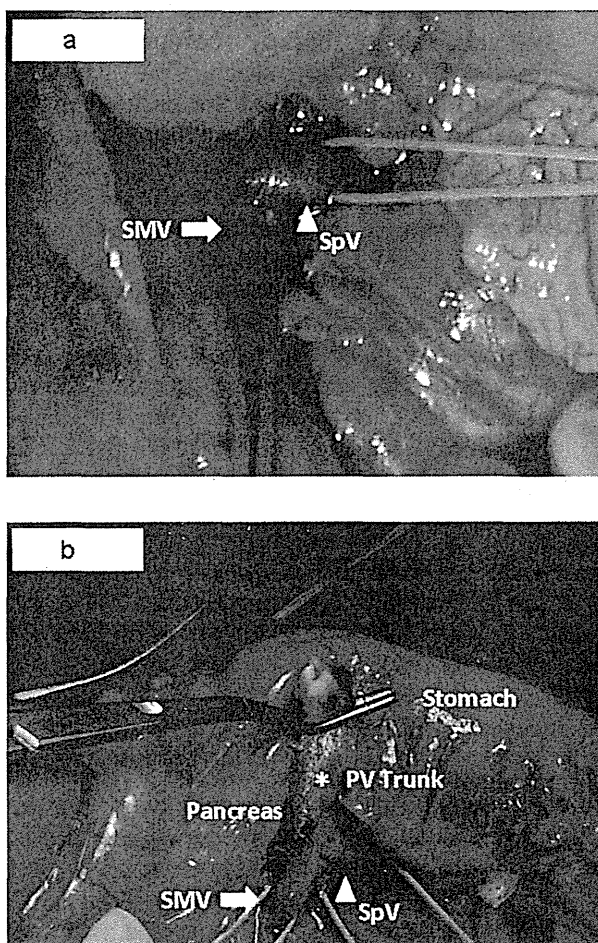 a
SMV
SpV
b
Stomach
* PV Trunk
Pancreas
SMV
SpV